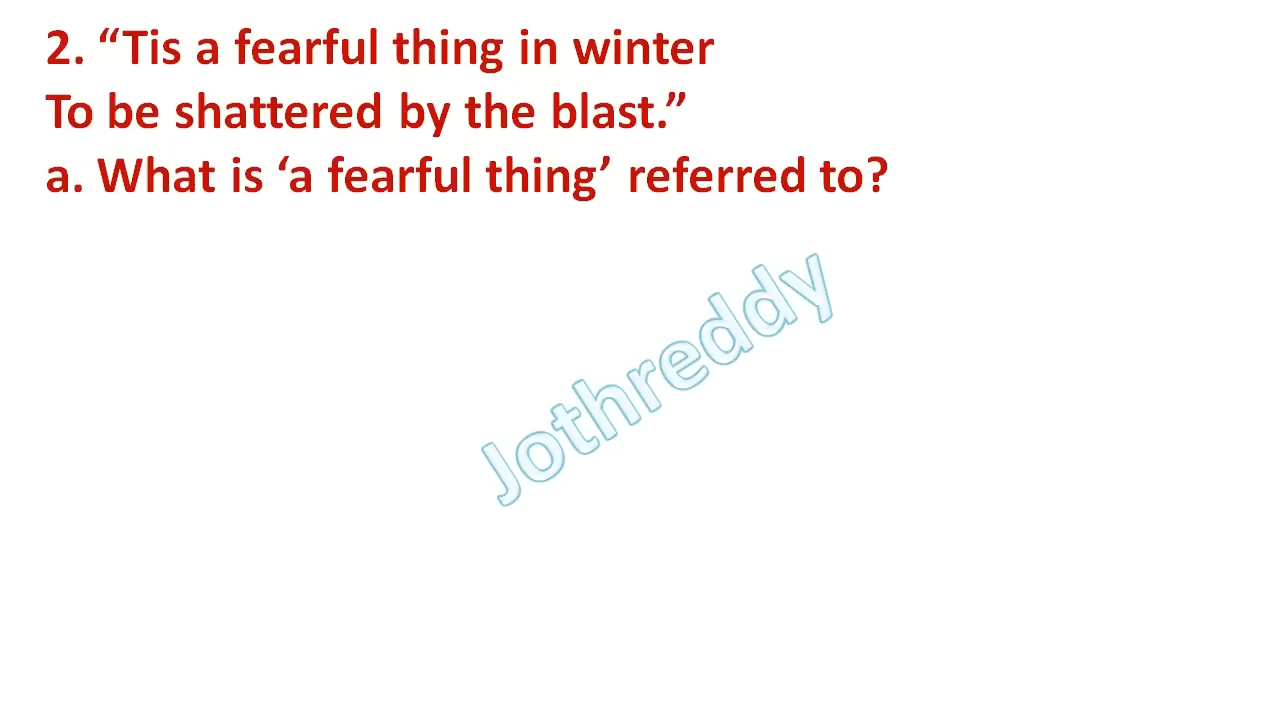 2. “Tis a fearful thing in winter
To be shattered by the blast.”
a. What is ‘a fearful thing’ referred to?
Jothreddy